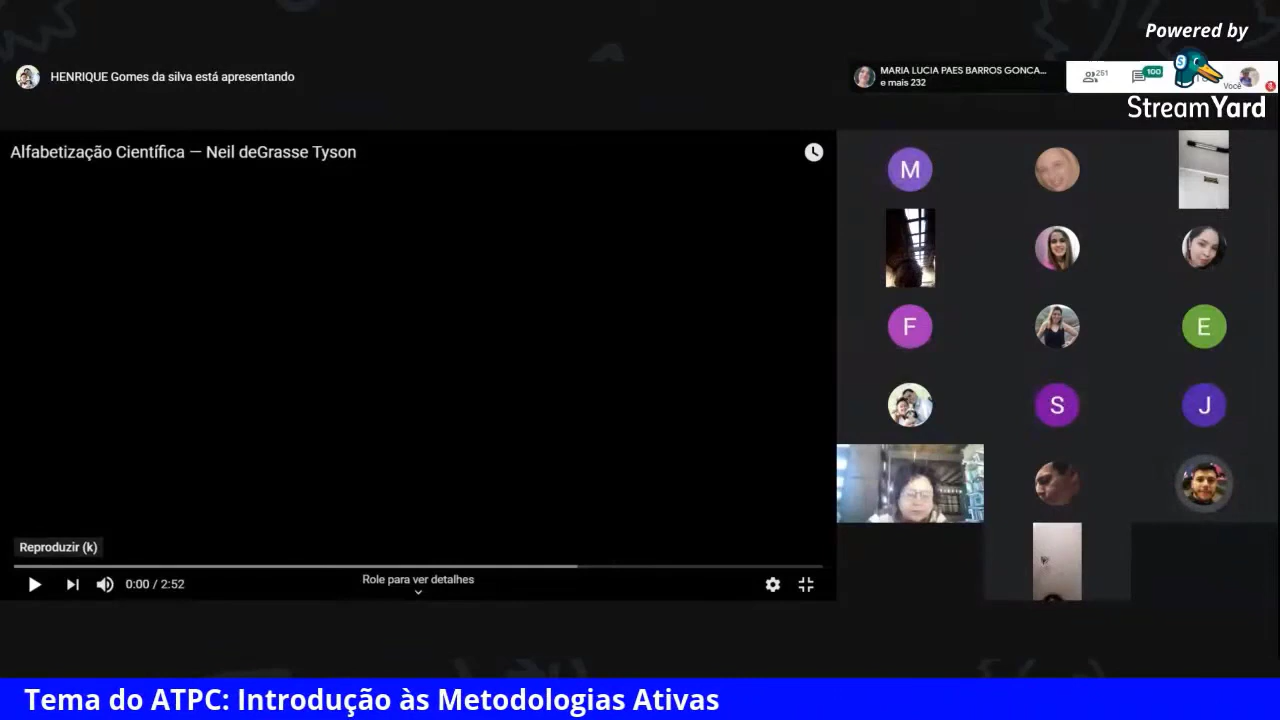 Powered by
StreamYard
HENRIQUE Gomes da silva está apresentando
MARIA LUCIA PAES BARROS GONCA...
e mais 232
251
100
Você
Alfabetização Científica — Neil deGrasse Tyson
M
F
E
S
J
Reproduzir (k)
0:00 / 2:52
Role para ver detalhes
Tema do ATPC: Introdução às Metodologias Ativas